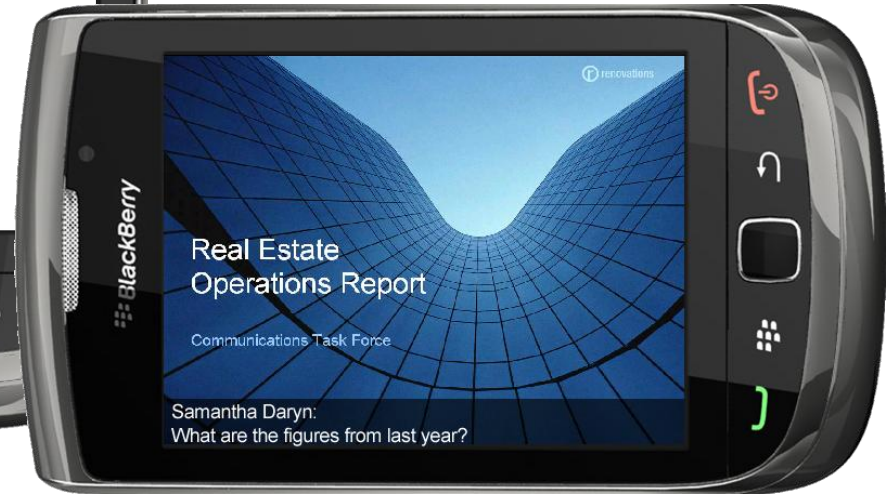 renovations
BlackBerry
Real Estate
Operations Report
Communications Task Force
Samantha Daryn:
What are the figures from last year?